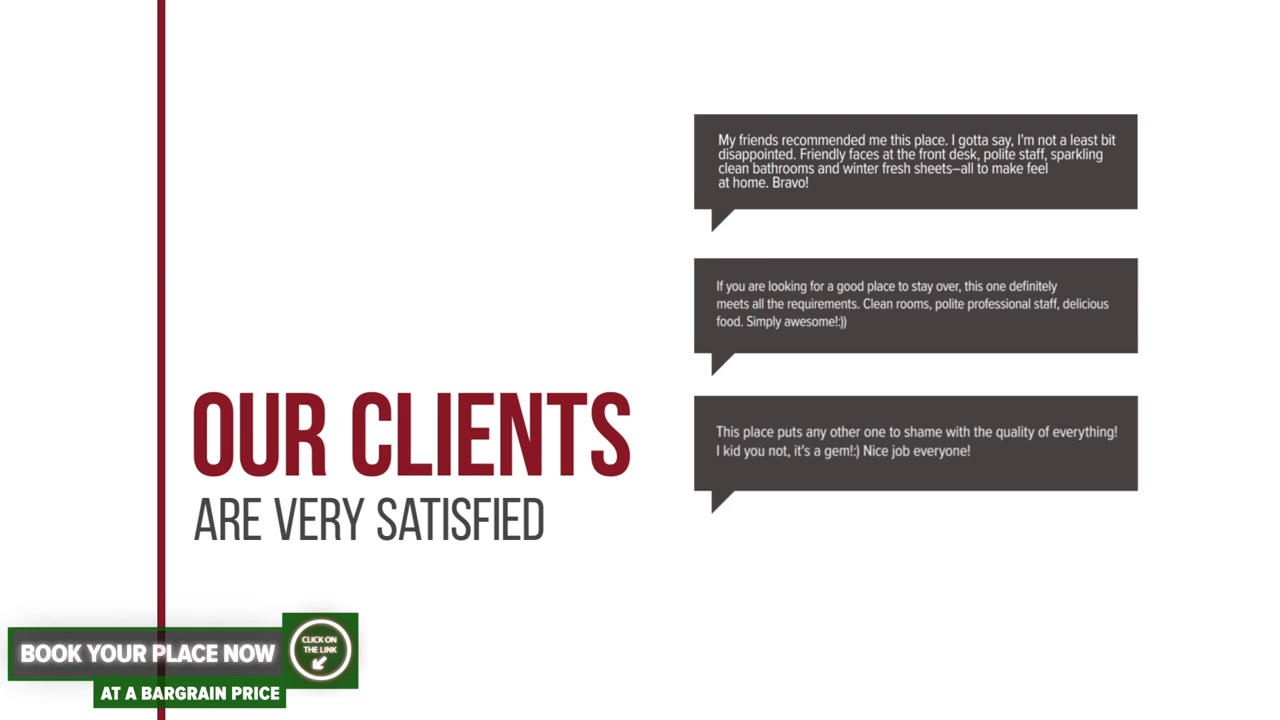 My friends recommended me this place. I gotta say, I'm not a least bit
disappointed. Friendly faces at the front desk, polite staff, sparkling
clean bathrooms and winter fresh sheets–all to make feel
at home. Bravo!
If you are looking for a good place to stay over, this one definitely
meets all the requirements. Clean rooms, polite professional staff, delicious
food. Simply awesome!:))
This place puts any other one to shame with the quality of everything!
I kid you not, it's a gem!:) Nice job everyone!
OUR CLIENTS
ARE VERY SATISFIED
BOOK YOUR PLACE NOW
AT A BARGRAIN PRICE
CLICK ON
THE LINK